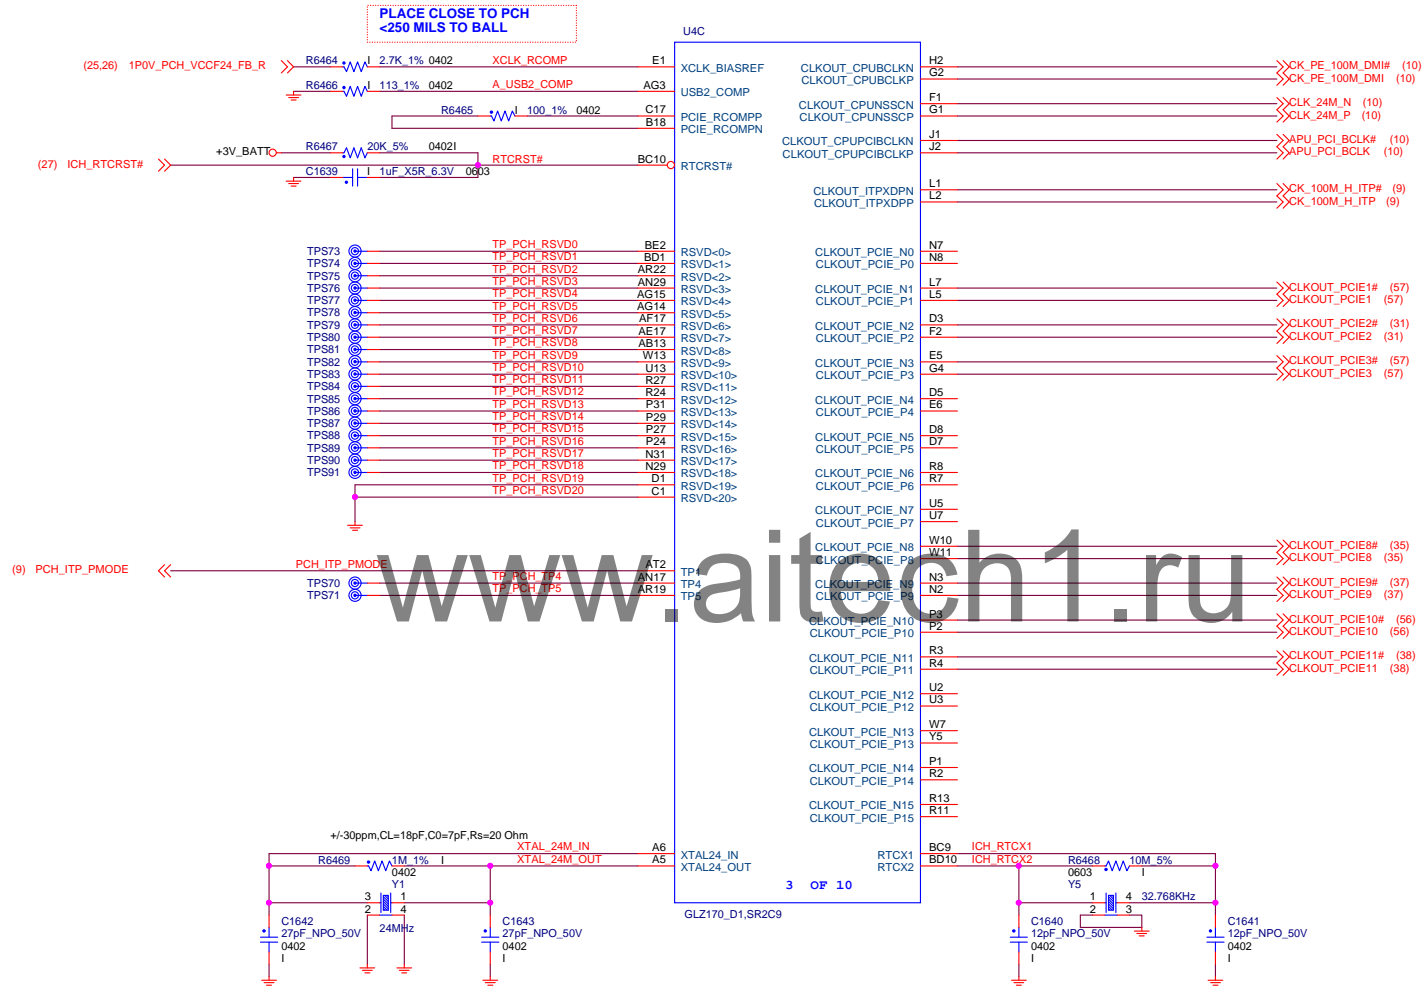 PLACE CLOSE TO PCH
<250 MILS TO BALL
U4C
(25,26) 1P0V_PCH_VCCF24_FB_R R6464 I 2.7K_1% 0402 XCLK_RCOMP E1 XCLK_BIASREF
R6466 I 113_1% 0402 A_USB2_COMP AG3 USB2_COMP
R6465 I 100_1% 0402 C17 PCIE_RCOMPP
B18 PCIE_RCOMPN
+3V_BATT R6467 20K_5% 0402I
(27) ICH_RTCRST# RTCRST# BC10 RTCRST#
C1639 I 1uF_X5R_6.3V 0603
TPS73 TP_PCH_RSVD0 BE2 RSVD<0>
TPS74 TP_PCH_RSVD1 BD1 RSVD<1>
TPS75 TP_PCH_RSVD2 AR22 RSVD<2>
TPS76 TP_PCH_RSVD3 AN29 RSVD<3>
TPS77 TP_PCH_RSVD4 AG15 RSVD<4>
TPS78 TP_PCH_RSVD5 AG14 RSVD<5>
TPS79 TP_PCH_RSVD6 AF17 RSVD<6>
TPS80 TP_PCH_RSVD7 AE17 RSVD<7>
TPS81 TP_PCH_RSVD8 AB13 RSVD<8>
TPS82 TP_PCH_RSVD9 W13 RSVD<9>
TPS83 TP_PCH_RSVD10 U13 RSVD<10>
TPS84 TP_PCH_RSVD11 R27 RSVD<11>
TPS85 TP_PCH_RSVD12 R24 RSVD<12>
TPS86 TP_PCH_RSVD13 P31 RSVD<13>
TPS87 TP_PCH_RSVD14 P29 RSVD<14>
TPS88 TP_PCH_RSVD15 P27 RSVD<15>
TPS89 TP_PCH_RSVD16 P24 RSVD<16>
TPS90 TP_PCH_RSVD17 N31 RSVD<17>
TPS91 TP_PCH_RSVD18 N29 RSVD<18>
TP_PCH_RSVD19 D1 RSVD<19>
TP_PCH_RSVD20 C1 RSVD<20>
(9) PCH_ITP_PMODE PCH_ITP_PMODE AT2 TP1
TPS70 TP_PCH_TP4 AN17 TP4
TPS71 TP_PCH_TP5 AR19 TP5
www.aitech1.ru
CLKOUT_CPUBCLKN H2 CK_PE_100M_DMI# (10)
CLKOUT_CPUBCLKP G2 CK_PE_100M_DMI (10)
CLKOUT_CPUNSSCN F1 CLK_24M_N (10)
CLKOUT_CPUNSSCP G1 CLK_24M_P (10)
CLKOUT_CPUPCIBCLKN J1 APU_PCI_BCLK# (10)
CLKOUT_CPUPCIBCLKP J2 APU_PCI_BCLK (10)
CLKOUT_ITPXDPN L1 CK_100M_H_ITP# (9)
CLKOUT_ITPXDPP L2 CK_100M_H_ITP (9)
CLKOUT_PCIE_N0 N7
CLKOUT_PCIE_P0 N8
CLKOUT_PCIE_N1 L7 CLKOUT_PCIE1# (57)
CLKOUT_PCIE_P1 L5 CLKOUT_PCIE1 (57)
CLKOUT_PCIE_N2 D3 CLKOUT_PCIE2# (31)
CLKOUT_PCIE_P2 F2 CLKOUT_PCIE2 (31)
CLKOUT_PCIE_N3 E5 CLKOUT_PCIE3# (57)
CLKOUT_PCIE_P3 G4 CLKOUT_PCIE3 (57)
CLKOUT_PCIE_N4 D5
CLKOUT_PCIE_P4 E6
CLKOUT_PCIE_N5 D8
CLKOUT_PCIE_P5 D7
CLKOUT_PCIE_N6 R8
CLKOUT_PCIE_P6 R7
CLKOUT_PCIE_N7 U5
CLKOUT_PCIE_P7 U7
CLKOUT_PCIE_N8 W10 CLKOUT_PCIE8# (35)
CLKOUT_PCIE_P8 W11 CLKOUT_PCIE8 (35)
CLKOUT_PCIE_N9 N3 CLKOUT_PCIE9# (37)
CLKOUT_PCIE_P9 N2 CLKOUT_PCIE9 (37)
CLKOUT_PCIE_N10 P3 CLKOUT_PCIE10# (56)
CLKOUT_PCIE_P10 P2 CLKOUT_PCIE10 (56)
CLKOUT_PCIE_N11 R3 CLKOUT_PCIE11# (38)
CLKOUT_PCIE_P11 R4 CLKOUT_PCIE11 (38)
CLKOUT_PCIE_N12 U2
CLKOUT_PCIE_P12 U3
CLKOUT_PCIE_N13 W7
CLKOUT_PCIE_P13 Y5
CLKOUT_PCIE_N14 P1
CLKOUT_PCIE_P14 R2
CLKOUT_PCIE_N15 R13
CLKOUT_PCIE_P15 R11
+/-30ppm,CL=18pF,C0=7pF,Rs=20 Ohm
XTAL_24M_IN A6 XTAL24_IN
XTAL_24M_OUT A5 XTAL24_OUT
R6469 1M_1% I
0402
Y1
3 1
2 4
24MHz
C1642
27pF_NPO_50V
0402
I
C1643
27pF_NPO_50V
0402
I
3 OF 10
GLZ170_D1,SR2C9
RTCX1 BC9 ICH_RTCX1
RTCX2 BD10 ICH_RTCX2
R6468 10M_5%
0603 I
Y5
1 4 32.768KHz
2 3
C1640
12pF_NPO_50V
0402
I
C1641
12pF_NPO_50V
0402
I